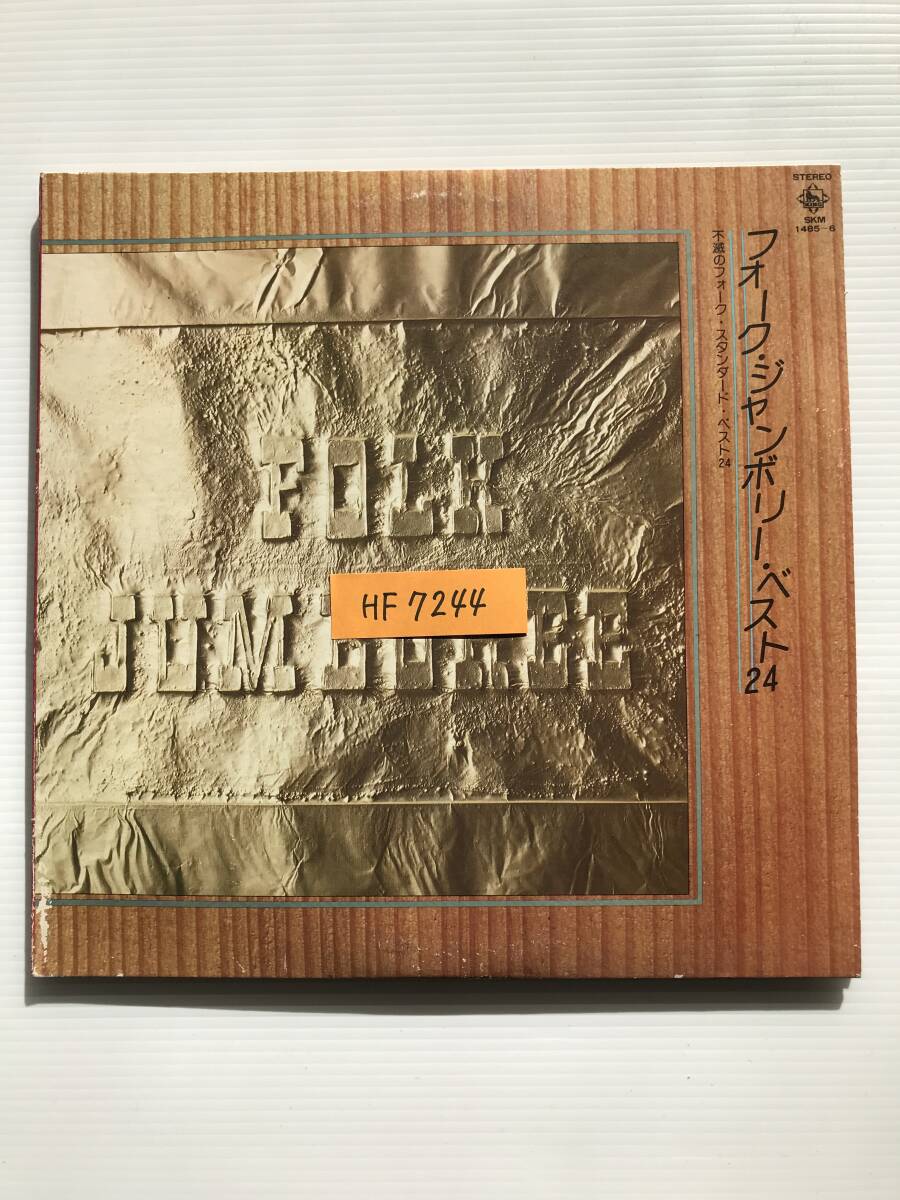 STEREO
KING
SKM
1485-6
フォーク・ジャンボリー・ベスト24
不滅のフォーク・スタンダード・ベスト24
FOLK
HF 7244